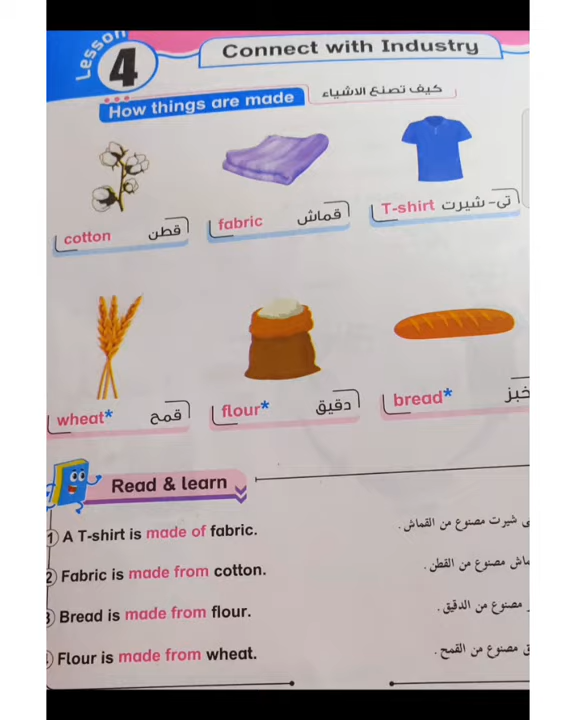 Lesson 4
Connect with Industry
How things are made
كيف تصنع الاشياء
cotton قطن
fabric قماش
T-shirt تى- شيرت
wheat* قمح
flour* دقيق
bread* خبز
Read & learn
1 A T-shirt is made of fabric. شيرت مصنوع من القماش .
2 Fabric is made from cotton. مصنوع من القطن .
3 Bread is made from flour. مصنوع من الدقيق .
Flour is made from wheat. مصنوع من القمح .